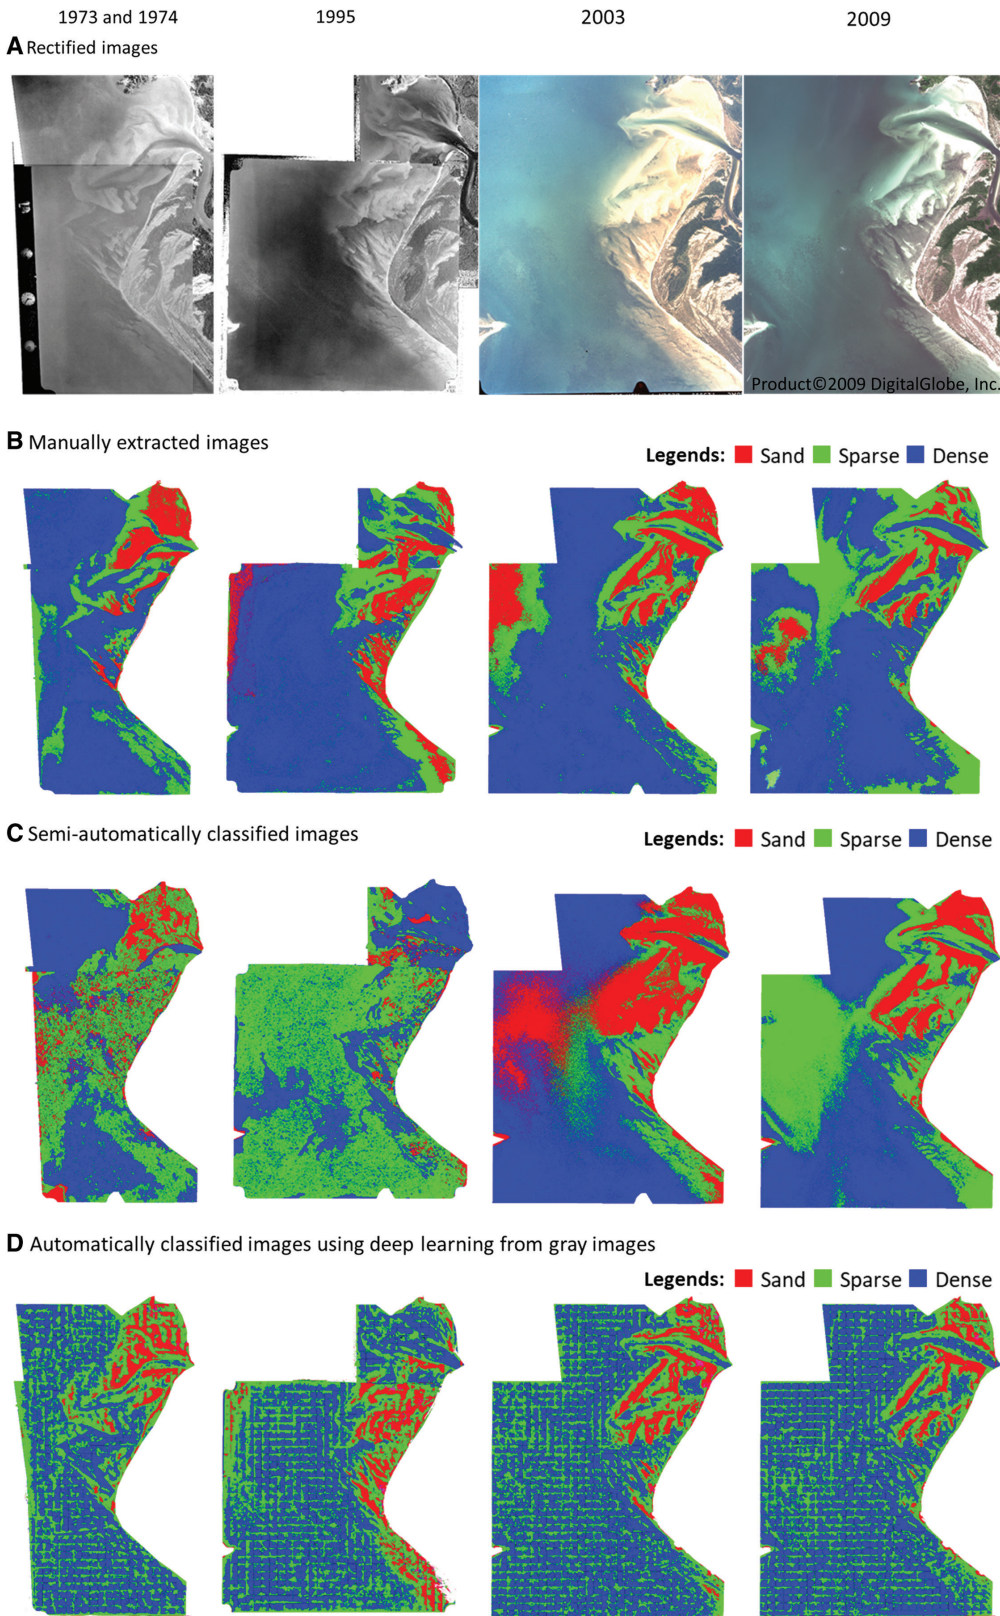 1973 and 1974 1995 2003 2009
A Rectified images
Product©2009 DigitalGlobe, Inc.
B Manually extracted images
Legends: Sand Sparse Dense
C Semi-automatically classified images
Legends: Sand Sparse Dense
D Automatically classified images using deep learning from gray images
Legends: Sand Sparse Dense